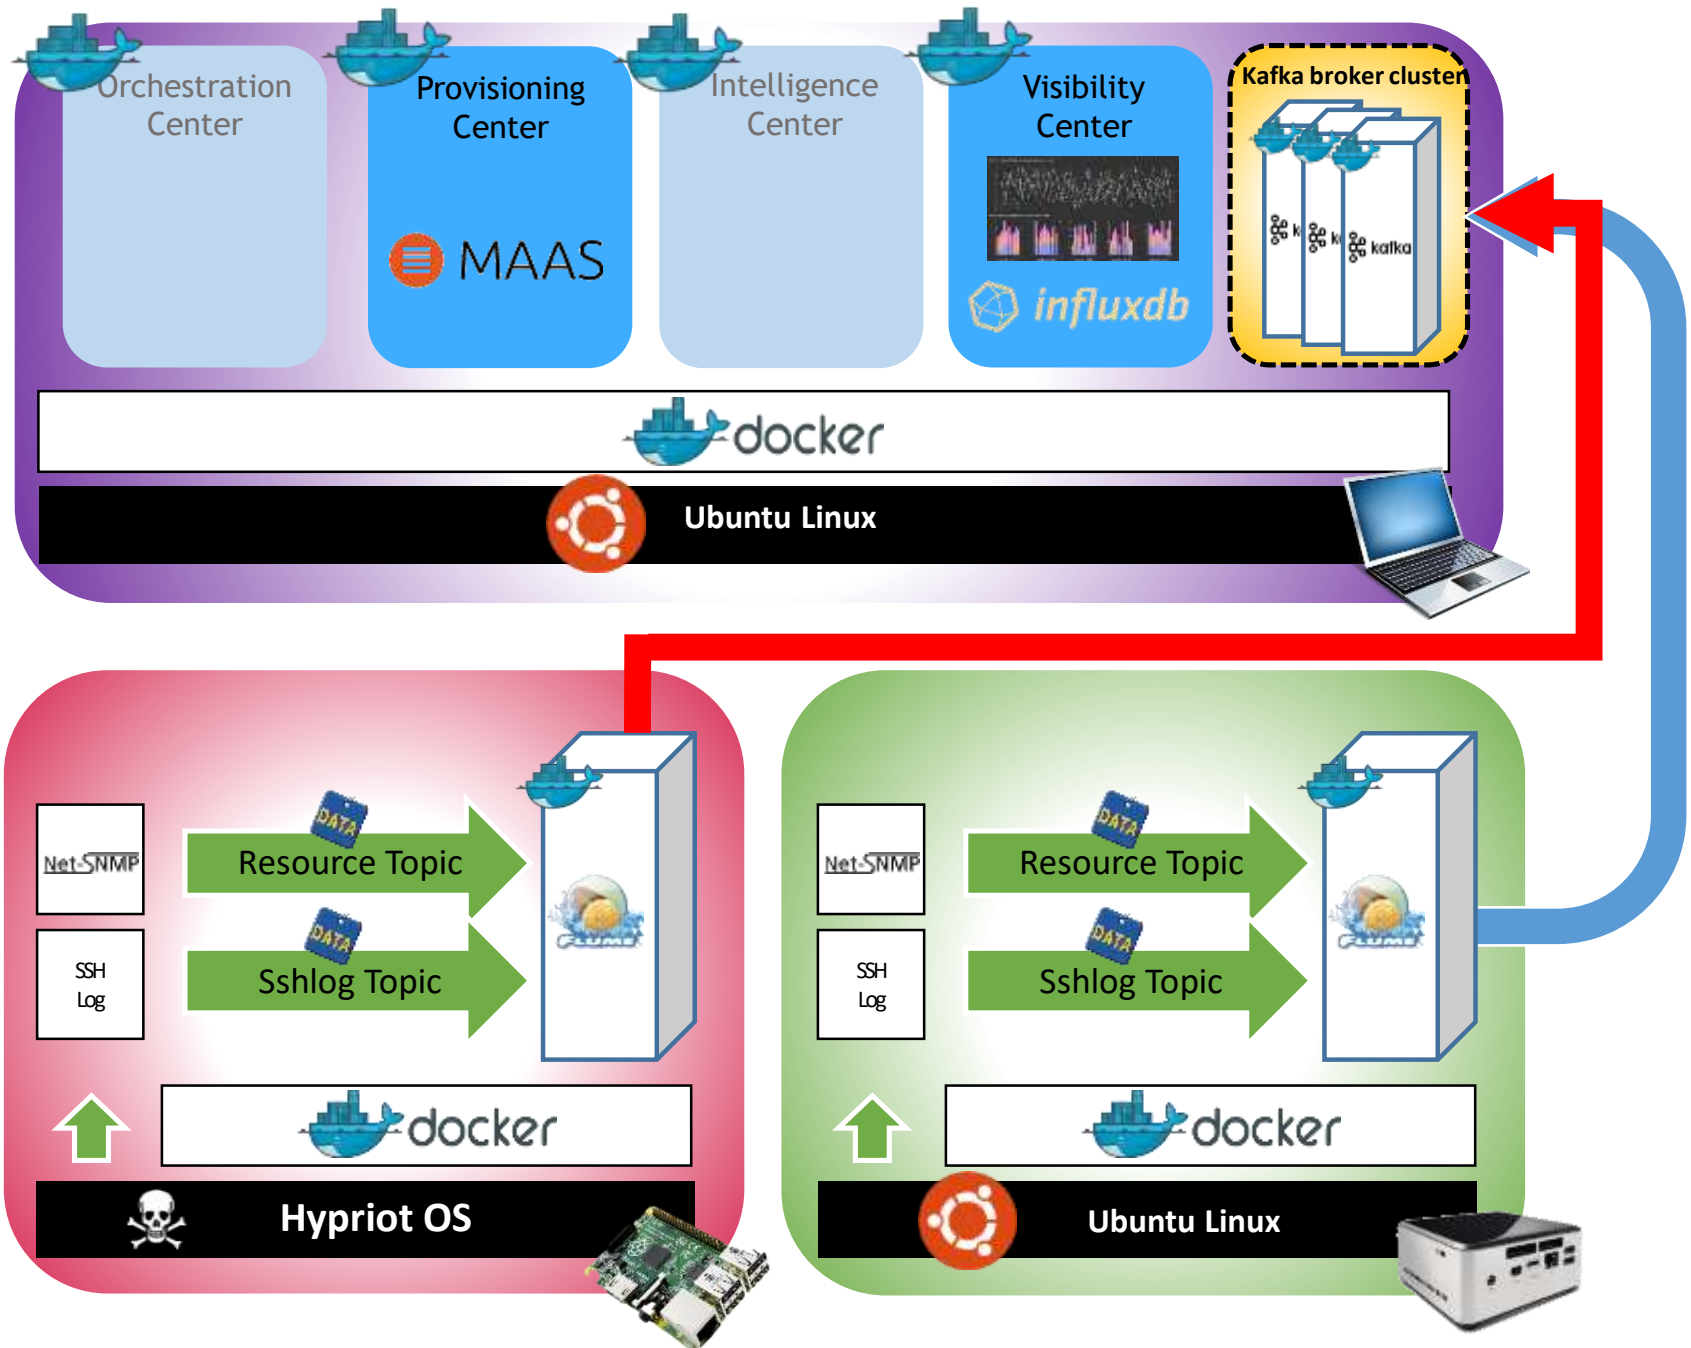 Orchestration
Center
Provisioning
Center
MAAS
Intelligence
Center
Visibility
Center
influxdb
Kafka broker cluster
k
k
kafka
docker
Ubuntu Linux
Net-SNMP
SSH
Log
DATA
Resource Topic
DATA
Sshlog Topic
FLUME
docker
Hypriot OS
Net-SNMP
SSH
Log
DATA
Resource Topic
DATA
Sshlog Topic
FLUME
docker
Ubuntu Linux